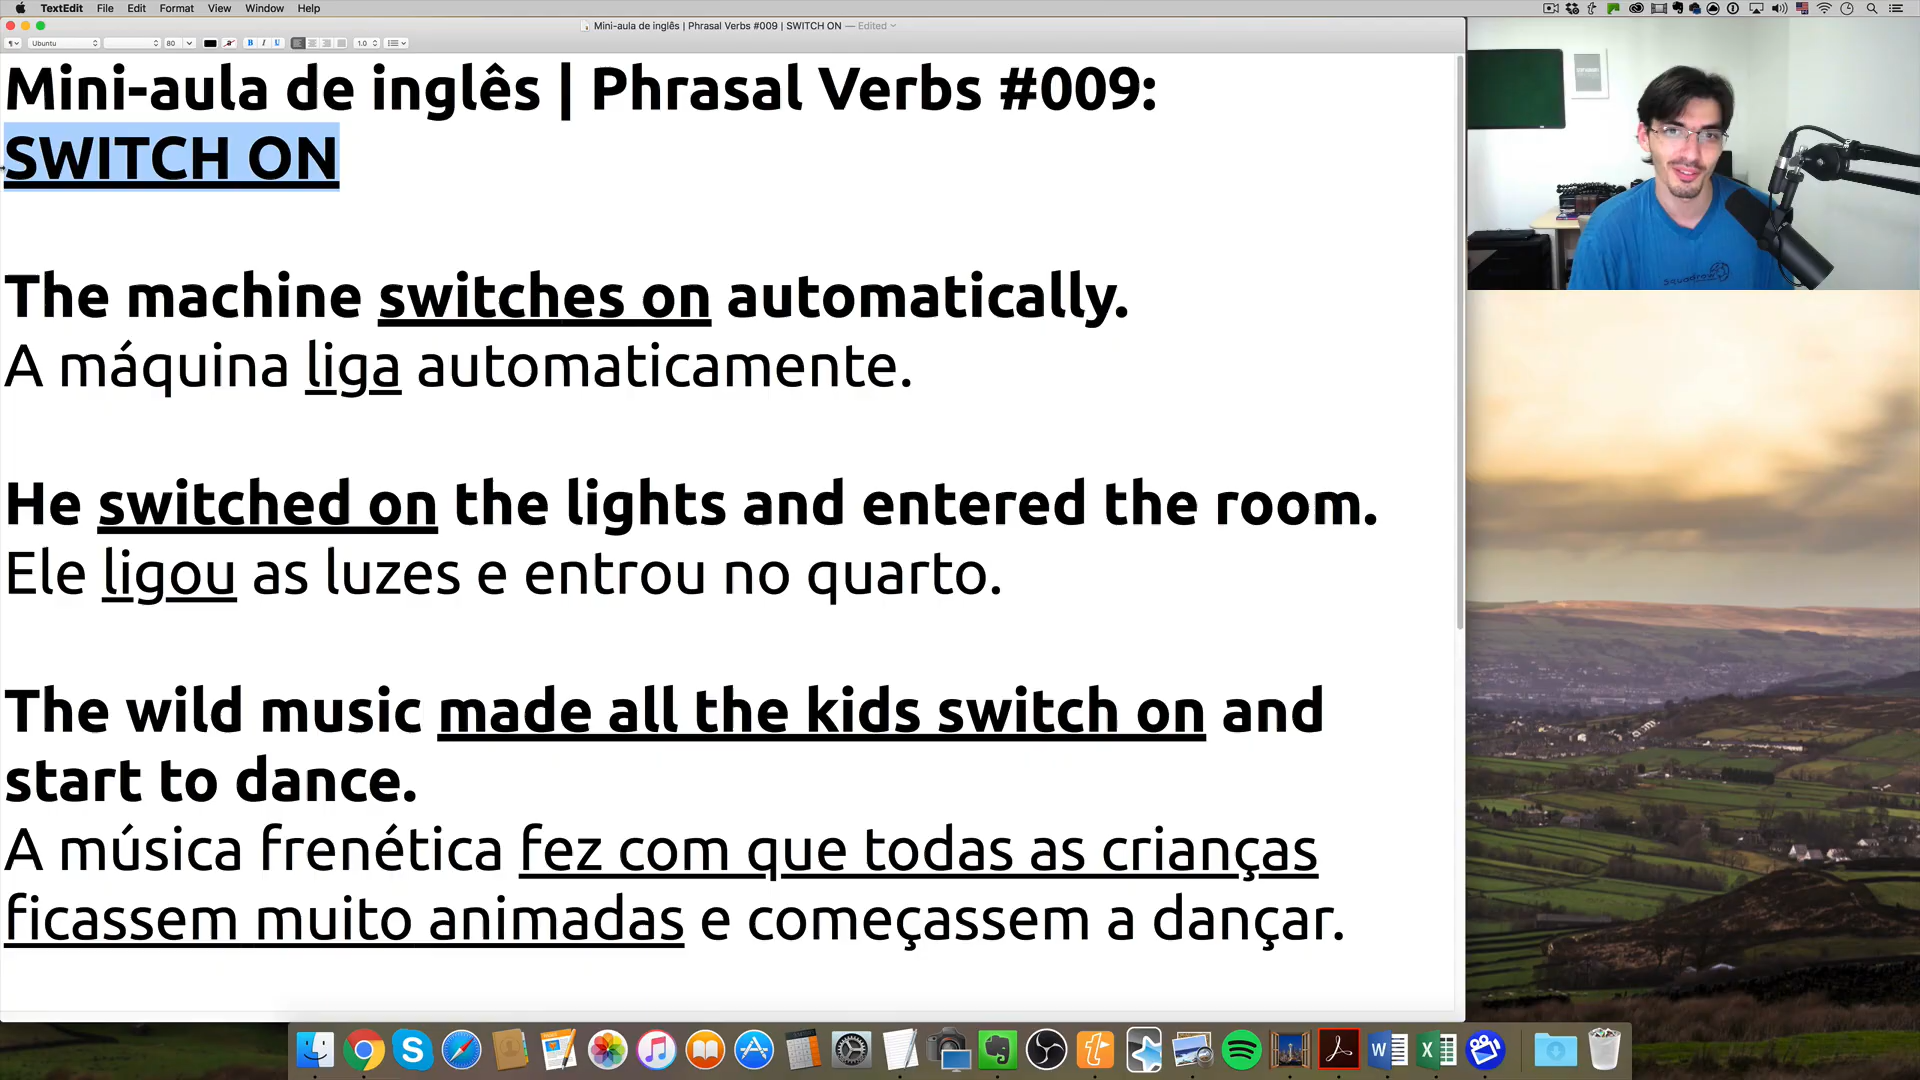 TextEdit File Edit Format View Window Help
Mini-aula de inglês | Phrasal Verbs #009 | SWITCH ON — Edited
Ubuntu 80 B I U 1.0
Mini-aula de inglês | Phrasal Verbs #009:
SWITCH ON
The machine switches on automatically.
A máquina liga automaticamente.
He switched on the lights and entered the room.
Ele ligou as luzes e entrou no quarto.
The wild music made all the kids switch on and
start to dance.
A música frenética fez com que todas as crianças
ficassem muito animadas e começassem a dançar.